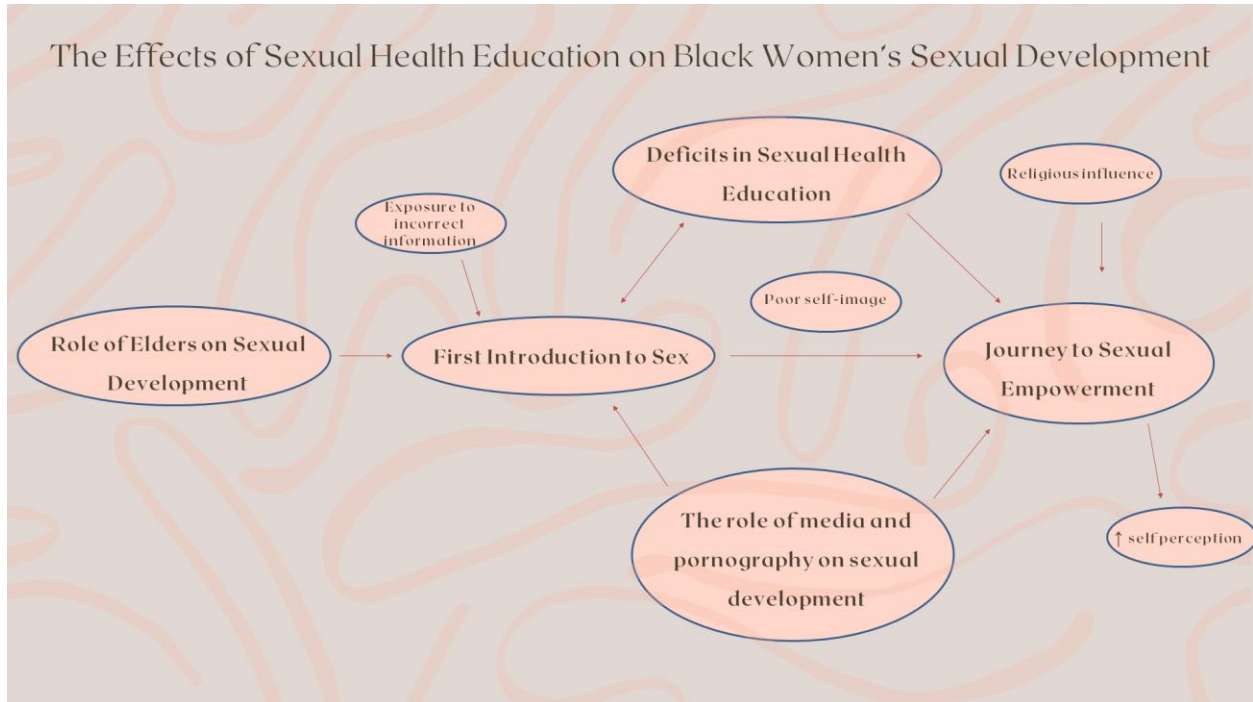 The Effects of Sexual Health Education on Black Women's Sexual Development
Deficits in Sexual Health
Education
Religious influence
Exposure to
incorrect
information
Poor self-image
Role of Elders on Sexual
Development
First Introduction to Sex
Journey to Sexual
Empowerment
The role of media and
pornography on sexual
development
↑ self perception